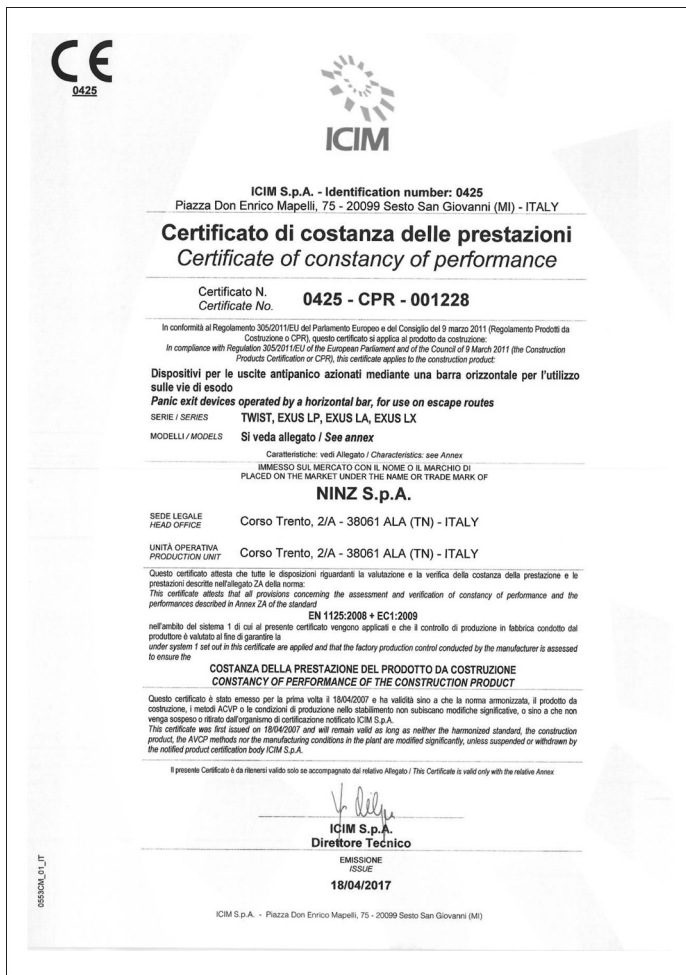 CE
0425
ICIM
ICIM S.p.A. - Identification number: 0425
Piazza Don Enrico Mapelli, 75 - 20099 Sesto San Giovanni (MI) - ITALY
Certificato di costanza delle prestazioni
Certificate of constancy of performance
Certificato N.
Certificate No.
0425 - CPR - 001228
In conformità al Regolamento 305/2011/EU del Parlamento Europeo e del Consiglio del 9 marzo 2011 (Regolamento Prodotti da
Costruzione o CPR), questo certificato si applica al prodotto da costruzione:
In compliance with Regulation 305/2011/EU of the European Parliament and of the Council of 9 March 2011 (the Construction
Products Certification or CPR), this certificate applies to the construction product:
Dispositivi per le uscite antipanico azionati mediante una barra orizzontale per l'utilizzo
sulle vie di esodo
Panic exit devices operated by a horizontal bar, for use on escape routes
SERIE / SERIES TWIST, EXUS LP, EXUS LA, EXUS LX
MODELLI / MODELS Si veda allegato / See annex
Caratteristiche: vedi Allegato / Characteristics: see Annex
IMMESSO SUL MERCATO CON IL NOME O IL MARCHIO DI
PLACED ON THE MARKET UNDER THE NAME OR TRADE MARK OF
NINZ S.p.A.
SEDE LEGALE
HEAD OFFICE
Corso Trento, 2/A - 38061 ALA (TN) - ITALY
UNITÀ OPERATIVA
PRODUCTION UNIT
Corso Trento, 2/A - 38061 ALA (TN) - ITALY
Questo certificato attesta che tutte le disposizioni riguardanti la valutazione e la verifica della costanza della prestazione e le
prestazioni descritte nell'allegato ZA della norma:
This certificate attests that all provisions concerning the assessment and verification of constancy of performance and the
performances described in Annex ZA of the standard
EN 1125:2008 + EC1:2009
nell'ambito del sistema 1 di cui al presente certificato vengono applicati e che il controllo di produzione in fabbrica condotto dal
produttore è valutato al fine di garantire la
under system 1 set out in this certificate are applied and that the factory production control conducted by the manufacturer is assessed
to ensure the
COSTANZA DELLA PRESTAZIONE DEL PRODOTTO DA COSTRUZIONE
CONSTANCY OF PERFORMANCE OF THE CONSTRUCTION PRODUCT
Questo certificato è stato emesso per la prima volta il 18/04/2007 e ha validità sino a che la norma armonizzata, il prodotto da
costruzione, i metodi ACVP o le condizioni di produzione nello stabilimento non subiscano modifiche significative, o sino a che non
venga sospeso o ritirato dall'organismo di certificazione notificato ICIM S.p.A.
This certificate was first issued on 18/04/2007 and will remain valid as long as neither the harmonized standard, the construction
product, the AVCP methods nor the manufacturing conditions in the plant are modified significantly, unless suspended or withdrawn by
the notified product certification body ICIM S.p.A.
Il presente Certificato è da ritenersi valido solo se accompagnato dal relativo Allegato / This Certificate is valid only with the relative Annex
ICIM S.p.A.
Direttore Tecnico
EMISSIONE
ISSUE
18/04/2017
0553CM_01_IT
ICIM S.p.A. - Piazza Don Enrico Mapelli, 75 - 20099 Sesto San Giovanni (MI)